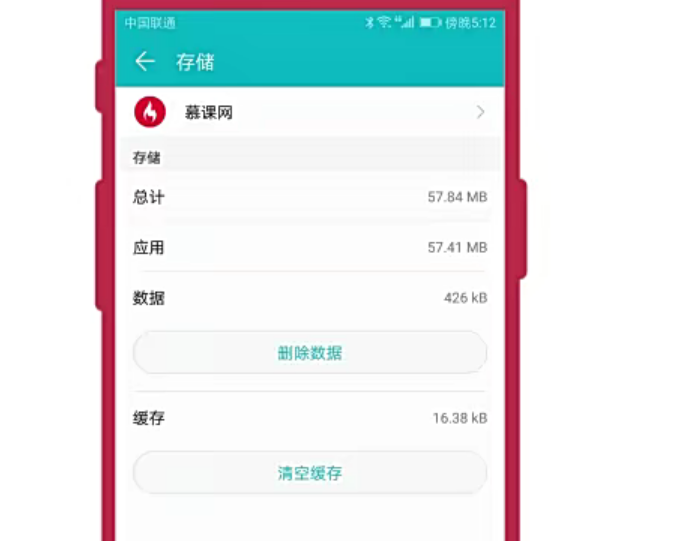 中国联通 4G 傍晚5:12
存储
慕课网
存储
总计 57.84 MB
应用 57.41 MB
数据 426 kB
删除数据
缓存 16.38 kB
清空缓存